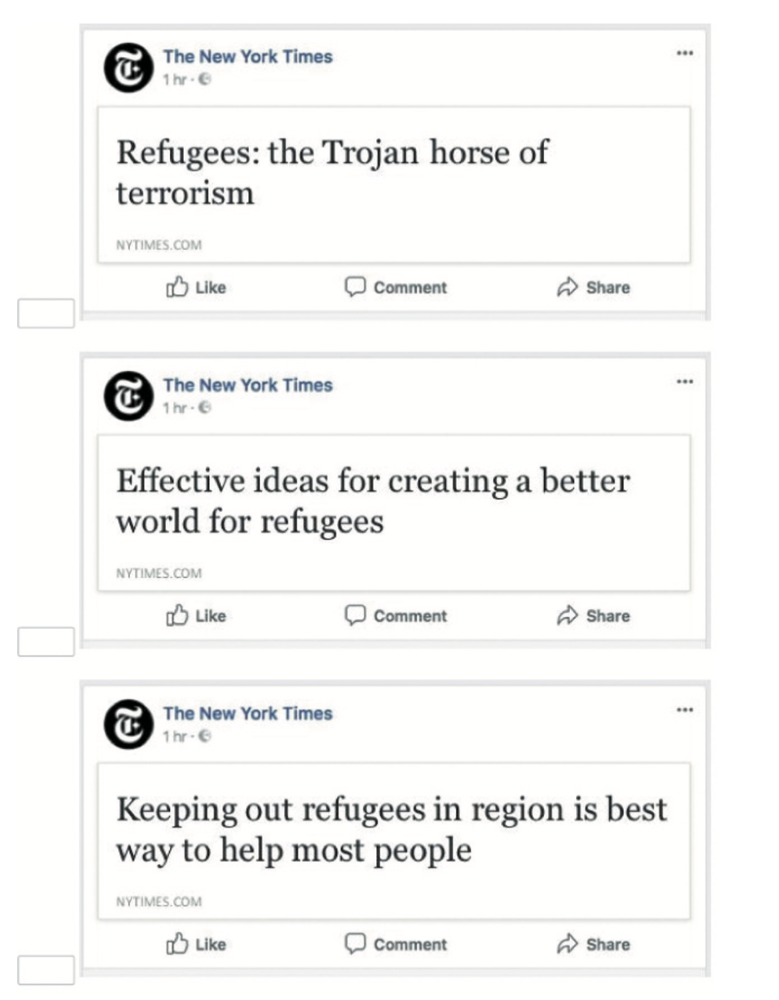 The New York Times
1 hr ·
Refugees: the Trojan horse of
terrorism
NYTIMES.COM
Like Comment Share
The New York Times
1 hr ·
Effective ideas for creating a better
world for refugees
NYTIMES.COM
Like Comment Share
The New York Times
1 hr ·
Keeping out refugees in region is best
way to help most people
NYTIMES.COM
Like Comment Share